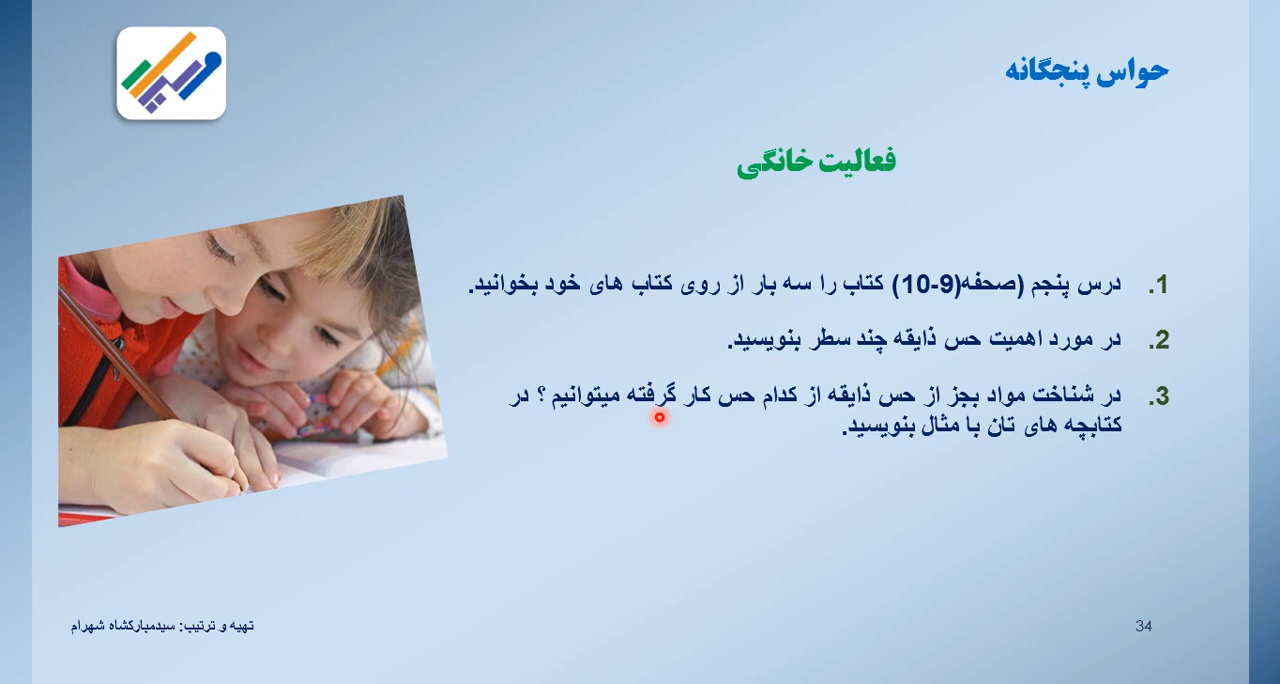 حواس پنجگانه
فعالیت خانگی
1. درس پنجم (صحفه(9-10) کتاب را سه بار از روی کتاب های خود بخوانید.
2. در مورد اهمیت حس ذایقه چند سطر بنویسید.
3. در شناخت مواد بجز از حس ذایقه از کدام حس کار گرفته میتوانیم ؟ در
کتابچه های تان با مثال بنویسید.
تهیه و ترتیب: سیدمبارکشاه شهرام
34